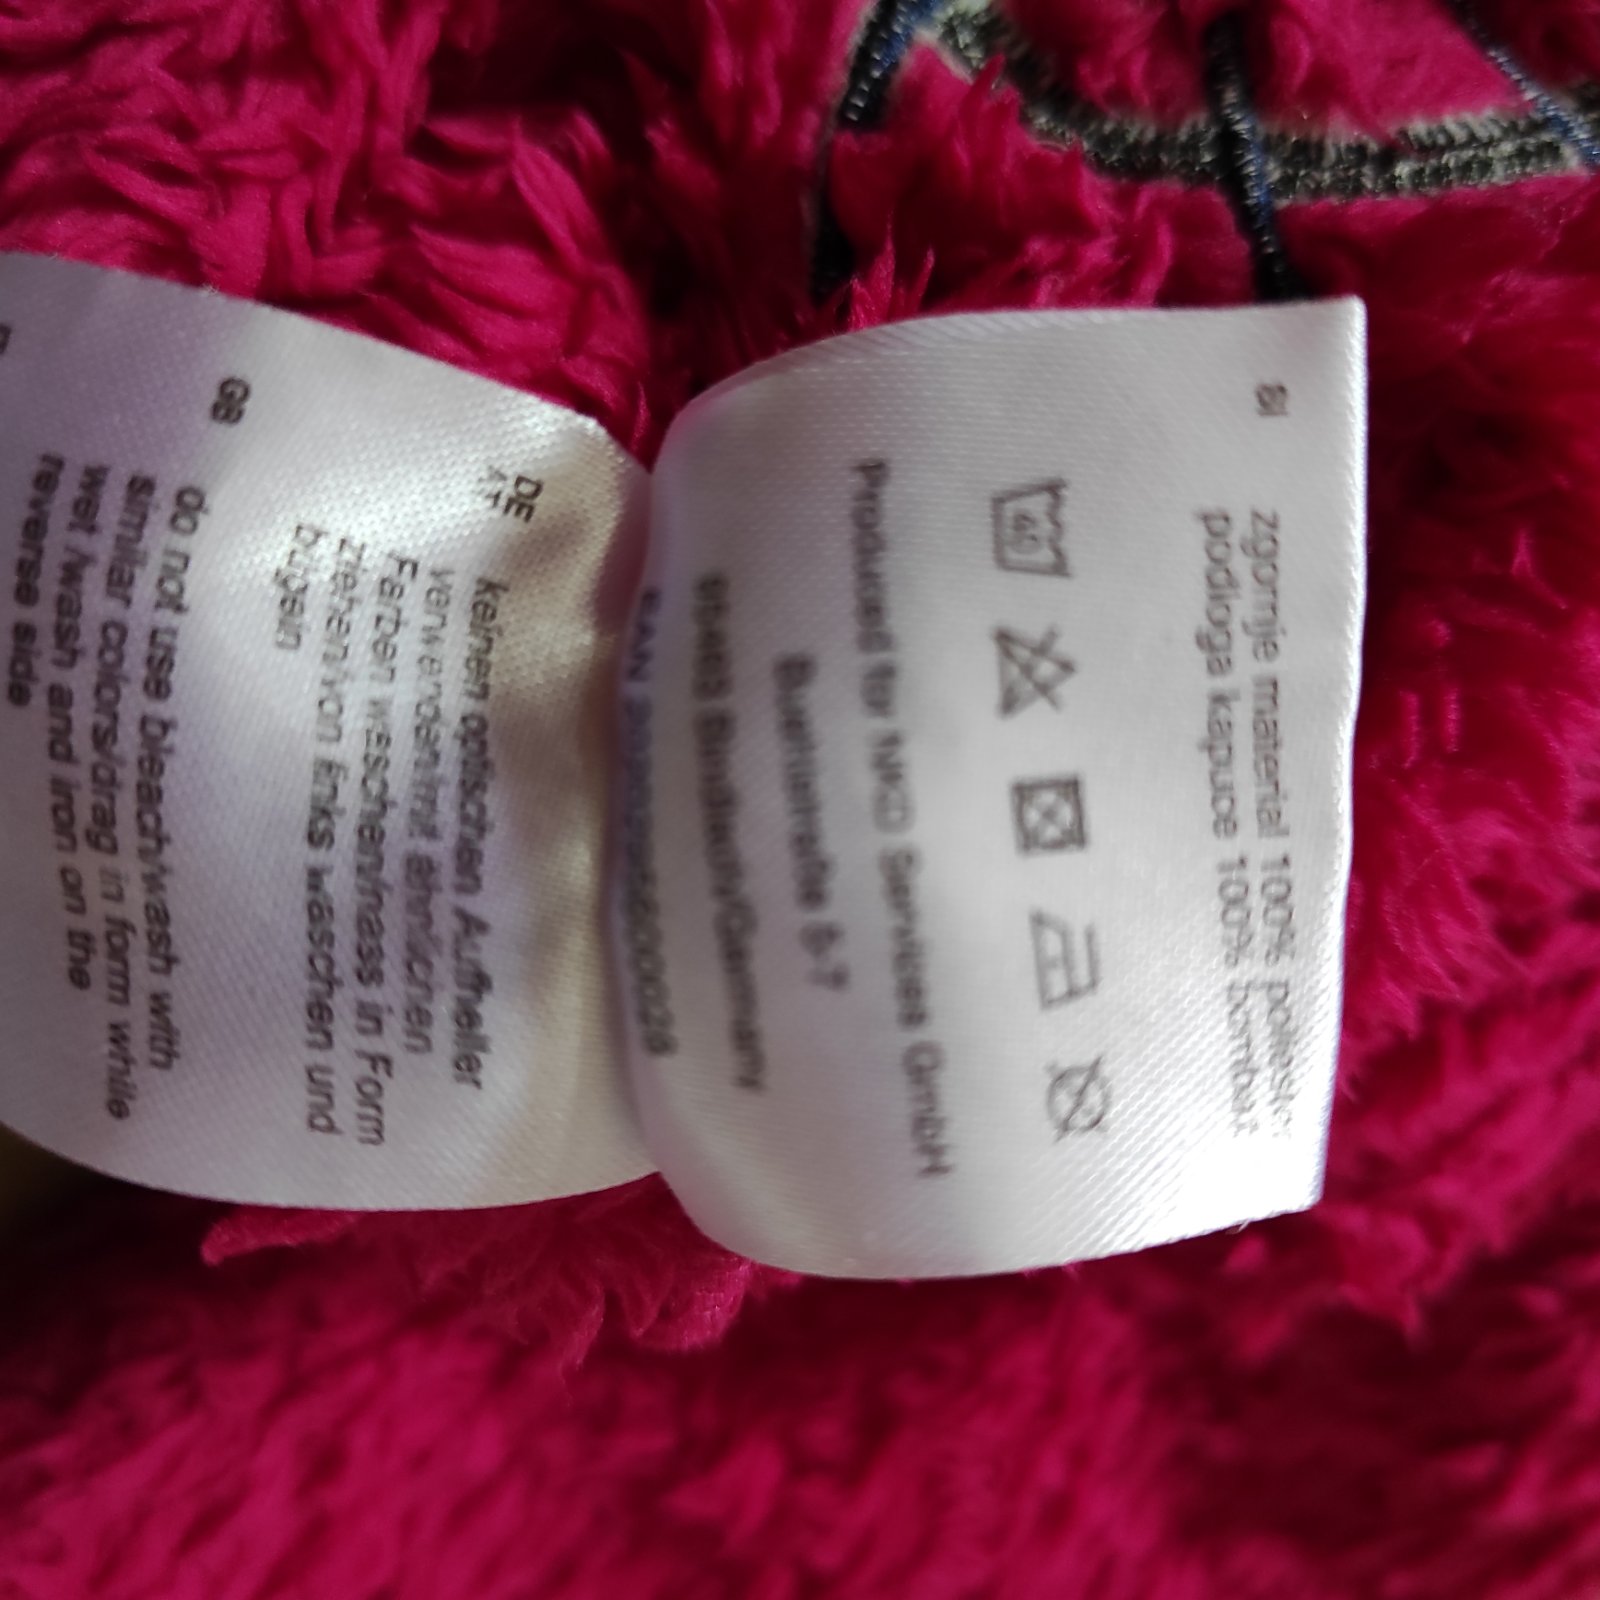 SI
zgornje material 100% poliester
podloga kapuce 100% bombaž
40
Produced for NKD Services GmbH
Buehlstraße 5-7
95463 Bindlach/Germany
EAN
DE
AT
keinen optischen Aufheller
verwenden/mit ähnlichen
Farben waschen/nass in Form
ziehen/von links waschen und
bügeln
GB
do not use bleach/wash with
similar colors/drag in form while
wet /wash and iron on the
reverse side